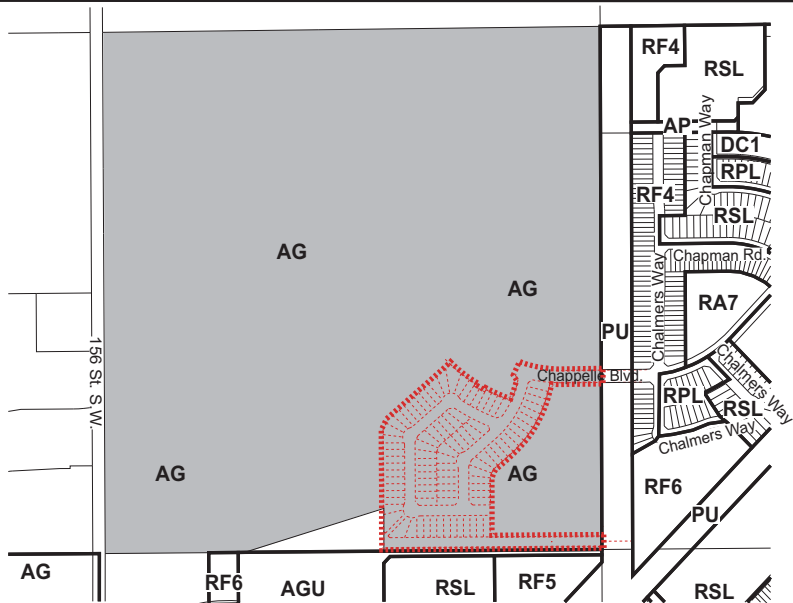 RF4
RSL
AP
Chapman Way
DC1
RPL
RF4
RSL
AG
Chapman Rd.
AG
Chalmers Way
RA7
PU
156 St. S.W.
Chappelle Blvd.
Chalmers Way
RPL
RSL
Chalmers Way
AG
AG
RF6
PU
AG
RF6
AGU
RSL
RF5
RSL